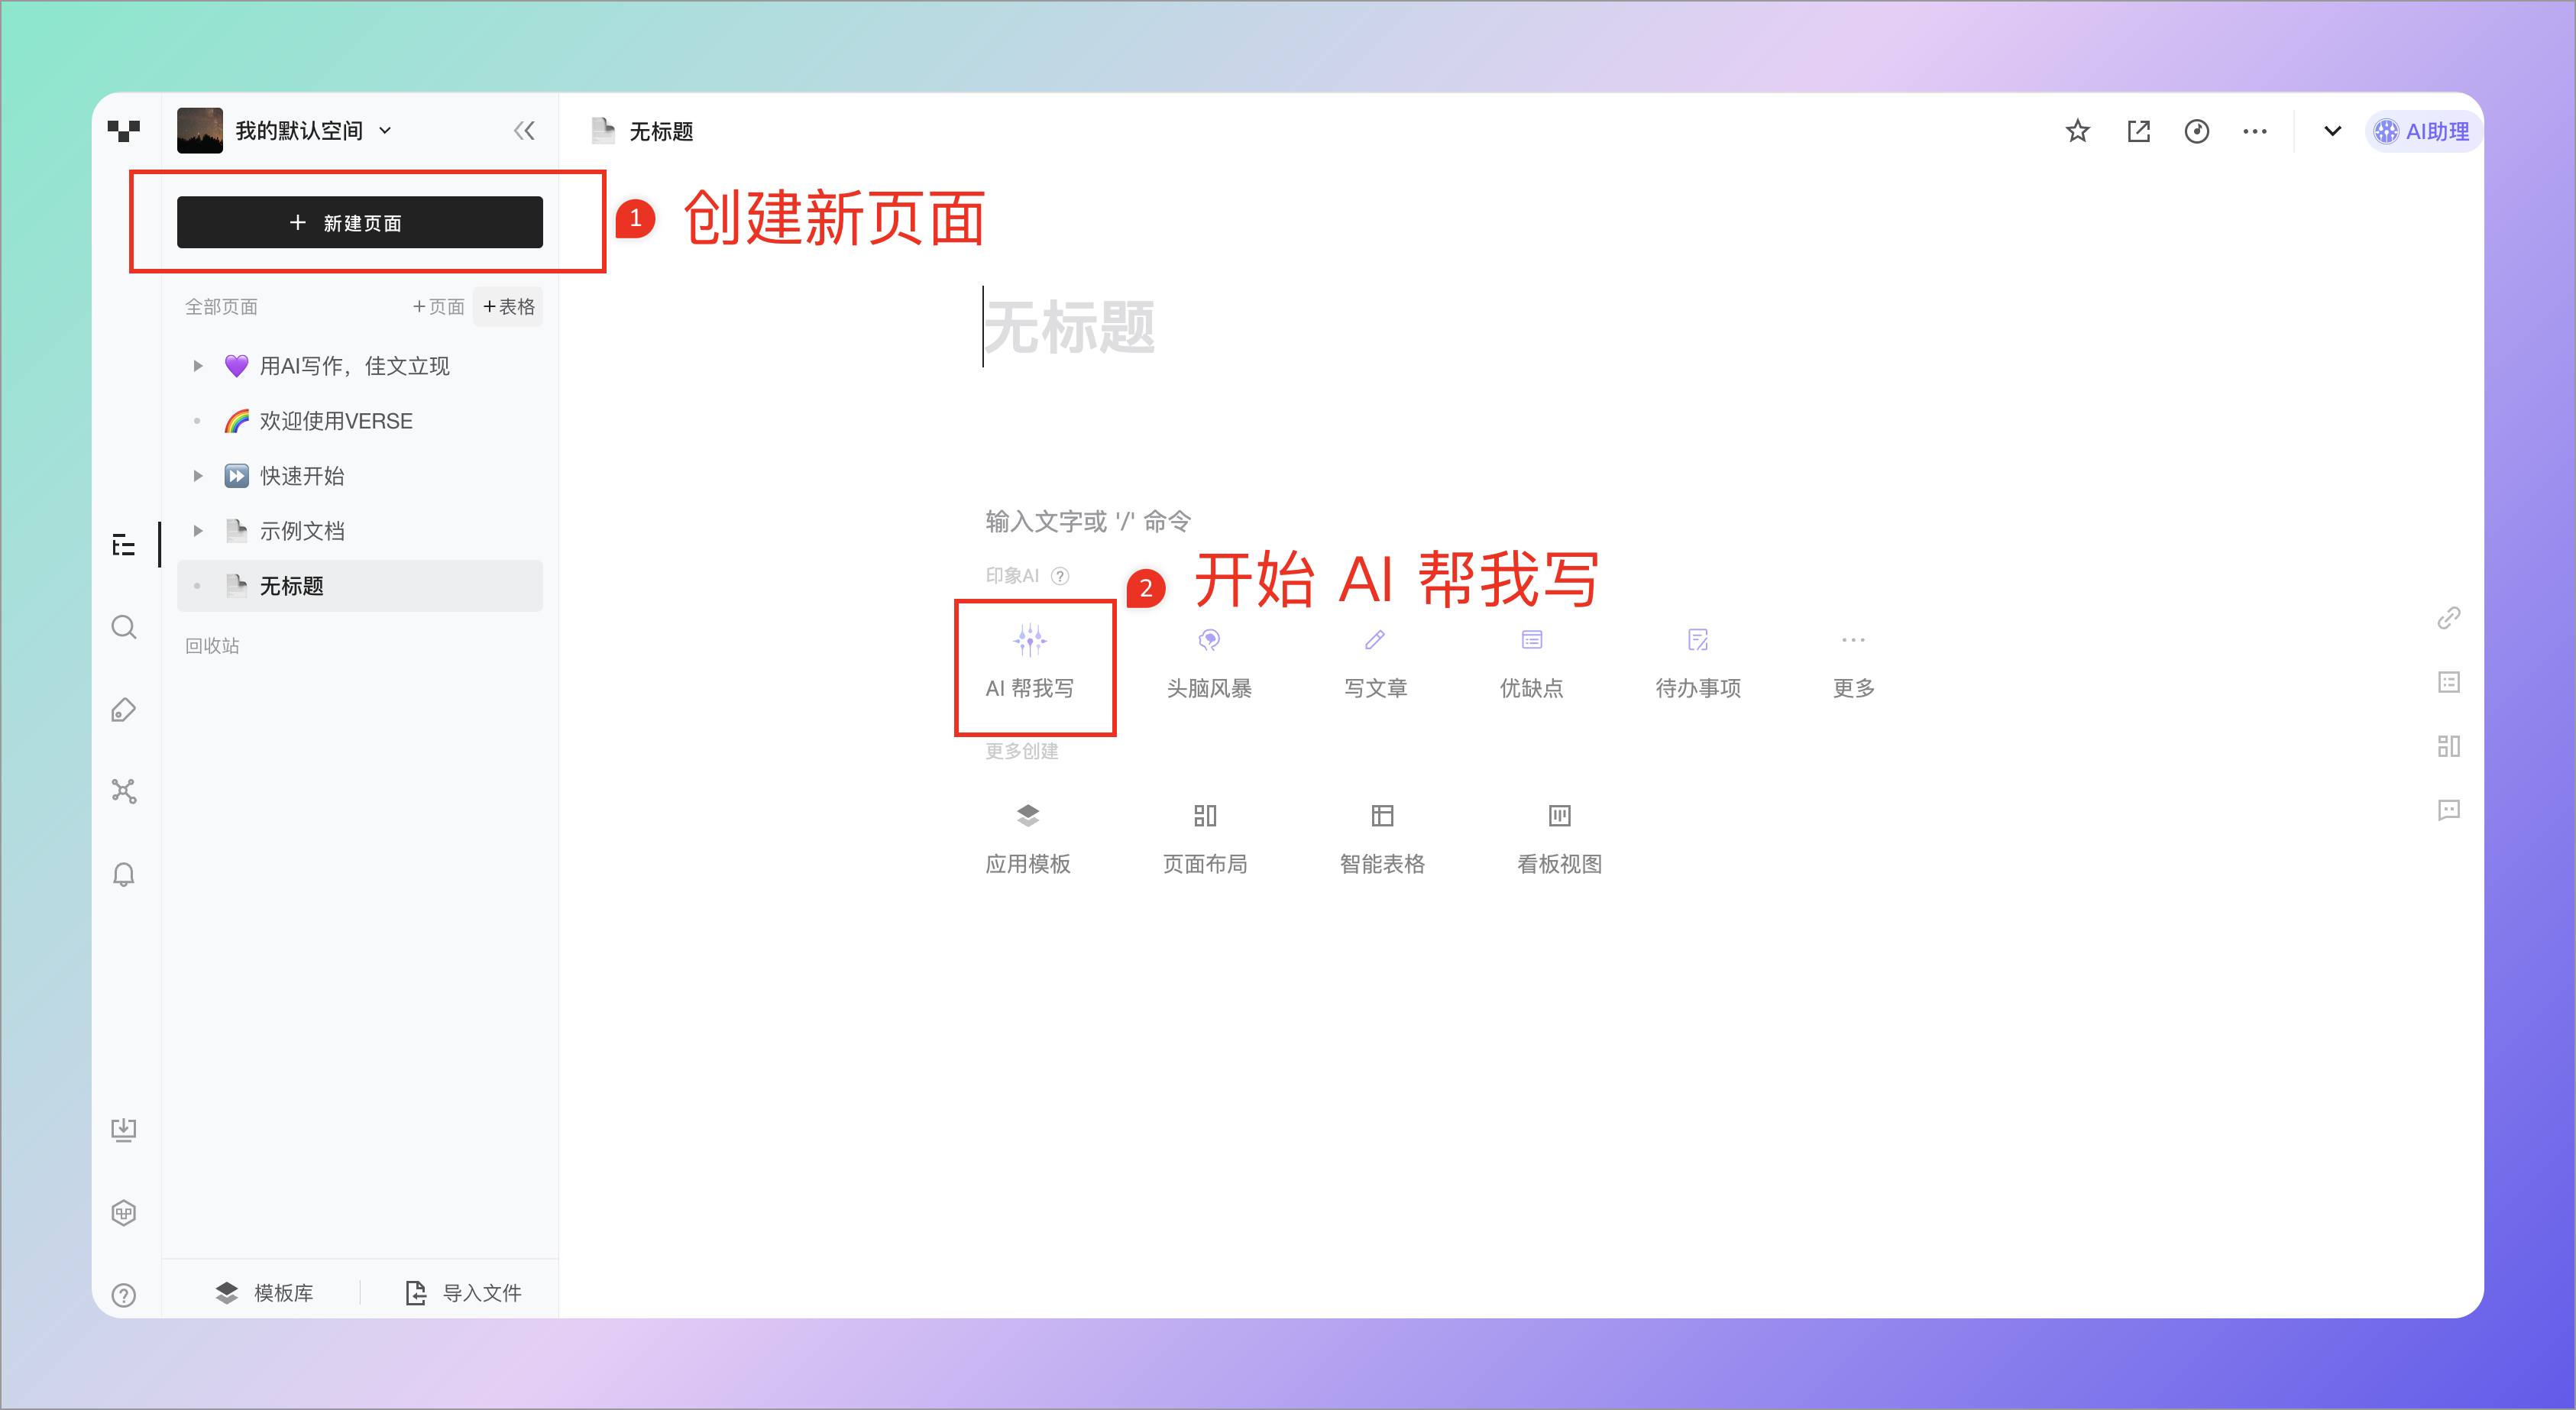 我的默认空间
无标题
AI助理
+ 新建页面
1 创建新页面
全部页面
+页面
+表格
无标题
用AI写作，佳文立现
欢迎使用VERSE
快速开始
示例文档
无标题
回收站
输入文字或 '/' 命令
印象AI ?
2 开始 AI 帮我写
AI 帮我写
头脑风暴
写文章
优缺点
待办事项
更多
更多创建
应用模板
页面布局
智能表格
看板视图
模板库
导入文件